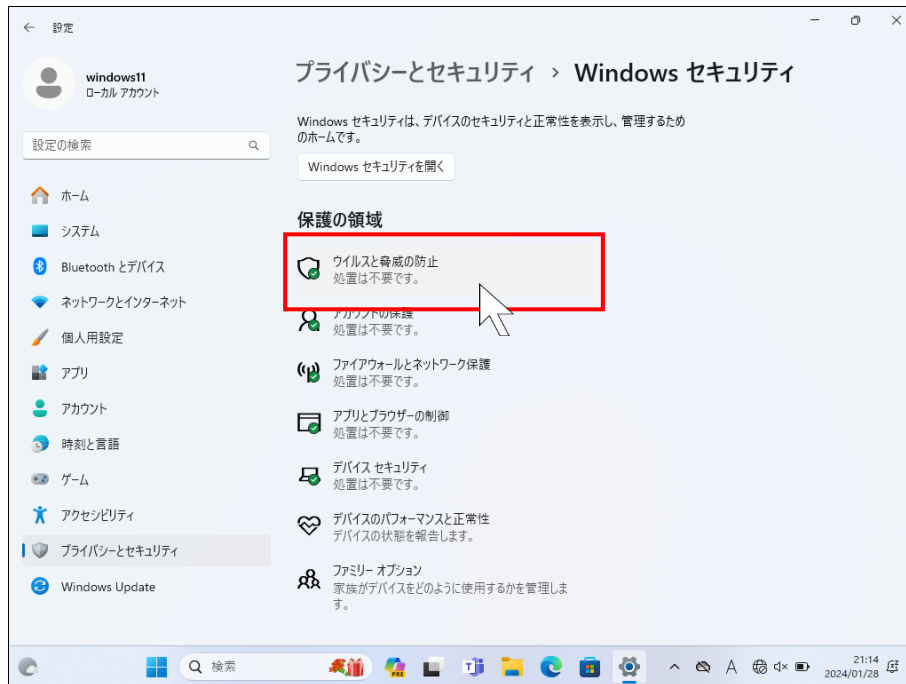 設定
windows11
ローカル アカウント
設定の検索
ホーム
システム
Bluetooth とデバイス
ネットワークとインターネット
個人用設定
アプリ
アカウント
時刻と言語
ゲーム
アクセシビリティ
プライバシーとセキュリティ
Windows Update
プライバシーとセキュリティ › Windows セキュリティ
Windows セキュリティは、デバイスのセキュリティと正常性を表示し、管理するため
のホームです。
Windows セキュリティを開く
保護の領域
ウイルスと脅威の防止
処置は不要です。
アカウントの保護
処置は不要です。
ファイアウォールとネットワーク保護
処置は不要です。
アプリとブラウザーの制御
処置は不要です。
デバイス セキュリティ
処置は不要です。
デバイスのパフォーマンスと正常性
デバイスの状態を報告します。
ファミリー オプション
家族がデバイスをどのように使用するかを管理しま
す。
検索
PRE
A
21:14
2024/01/28